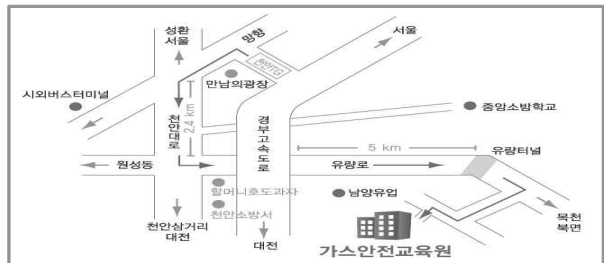 성환
서울
망향
서울
천안TG
만남의광장
시외버스터미널
천안대로
2.4 km
경부고속도로
중앙소방학교
5 km
유량터널
원성동
유량로
할머니호도과자
남양유업
천안소방서
목천
북면
천안삼거리
대전
대전
가스안전교육원